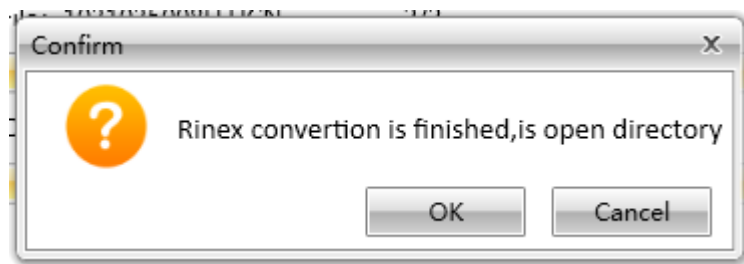 Confirm
Rinex convertion is finished,is open directory
OK
Cancel